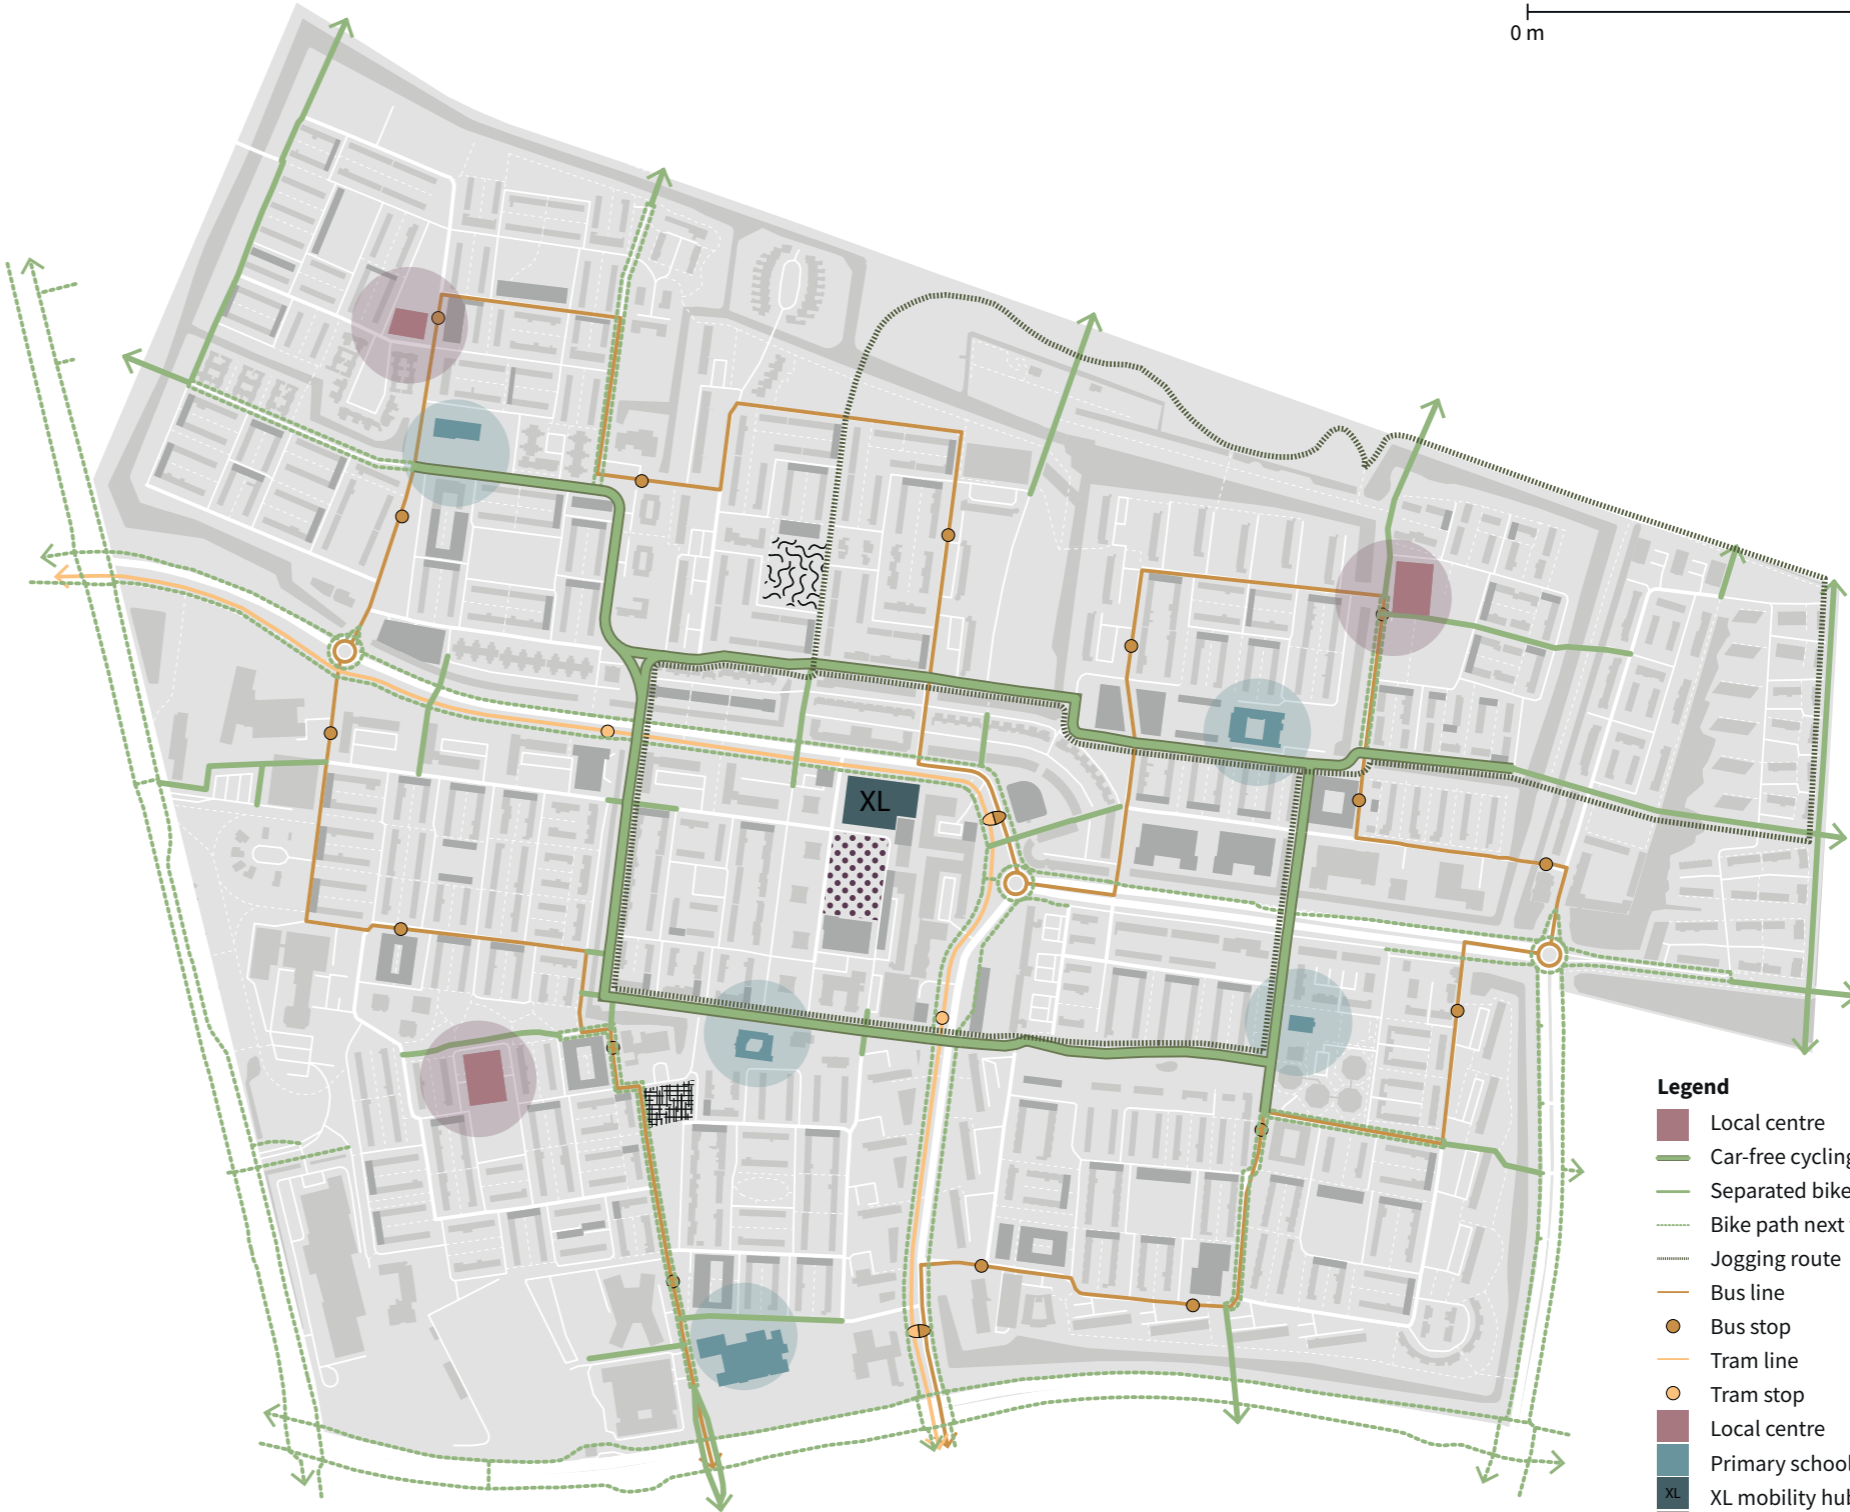 0 m
XL
Legend
Local centre
Car-free cycling
Separated bike
Bike path next
Jogging route
Bus line
Bus stop
Tram line
Tram stop
Local centre
Primary school
XL XL mobility hub